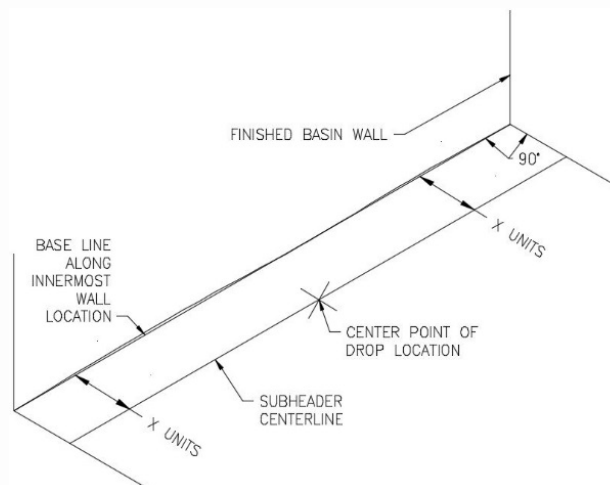 FINISHED BASIN WALL
90°
X UNITS
BASE LINE
ALONG
INNERMOST
WALL
LOCATION
CENTER POINT OF
DROP LOCATION
SUBHEADER
CENTERLINE
X UNITS